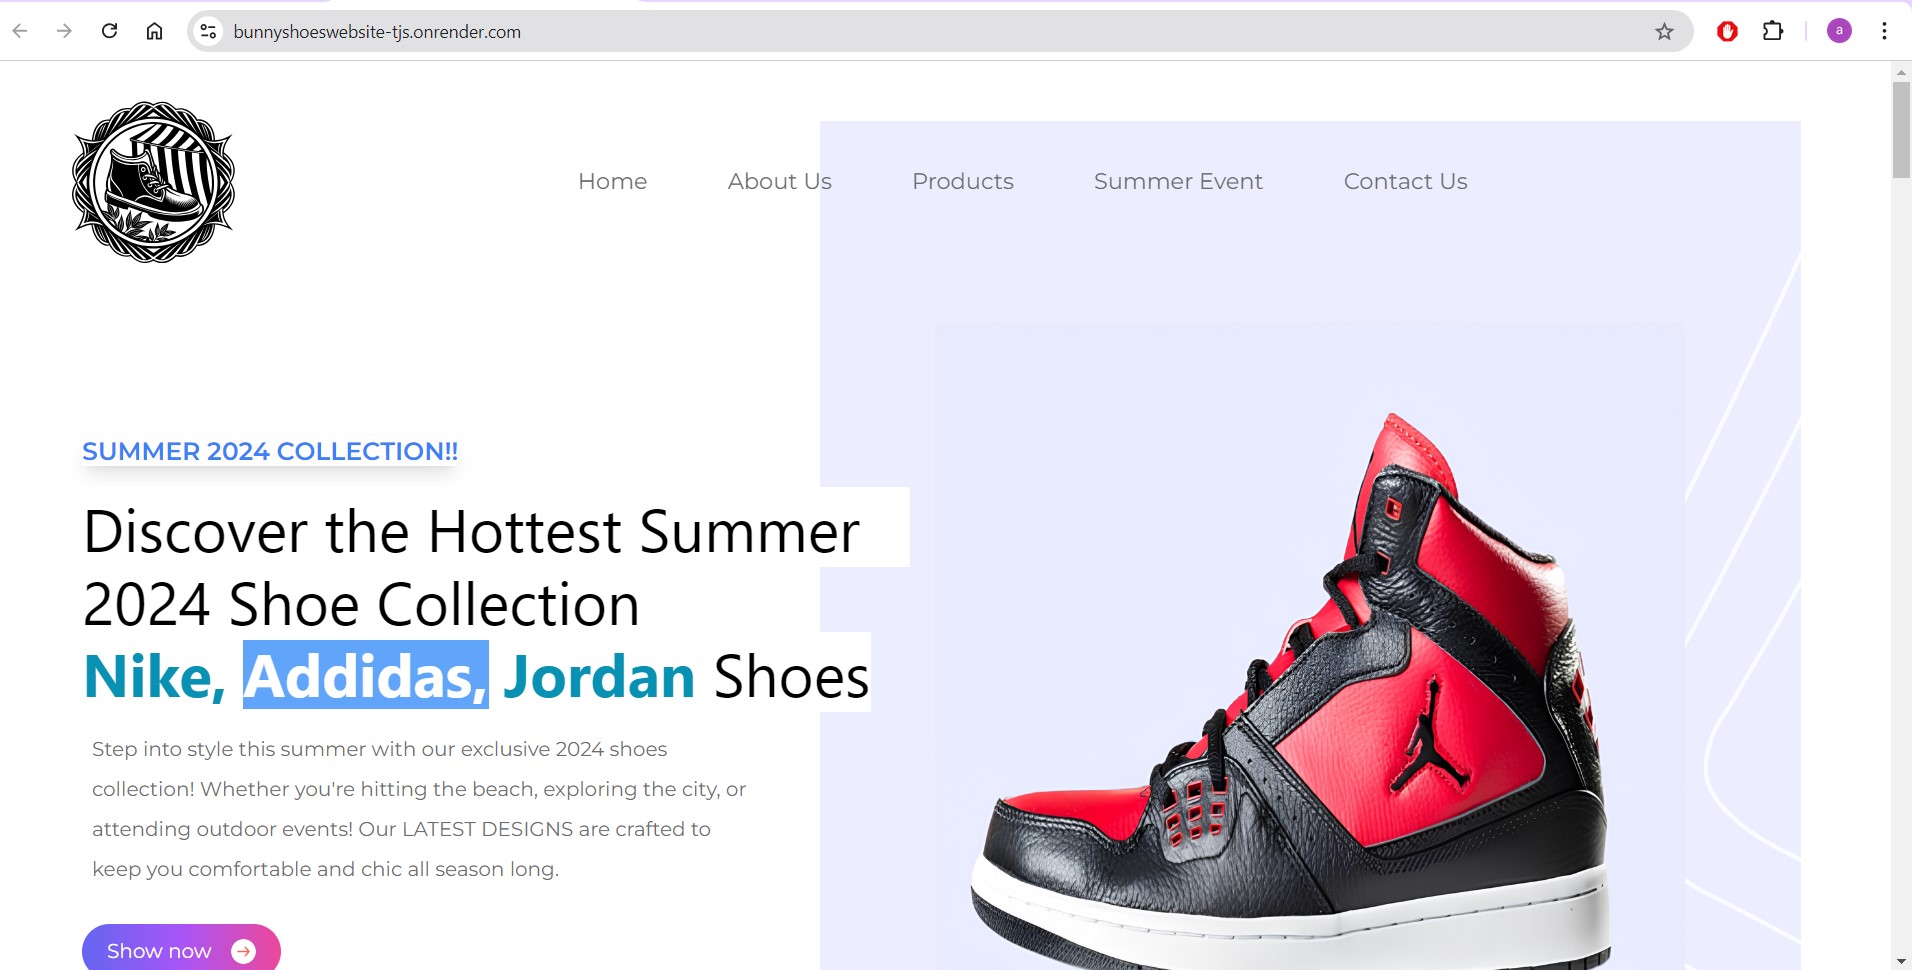 bunnyshoeswebsite-tjs.onrender.com
a
Home About Us Products Summer Event Contact Us
SUMMER 2024 COLLECTION!!
Discover the Hottest Summer
2024 Shoe Collection
Nike, Addidas, Jordan Shoes
Step into style this summer with our exclusive 2024 shoes
collection! Whether you're hitting the beach, exploring the city, or
attending outdoor events! Our LATEST DESIGNS are crafted to
keep you comfortable and chic all season long.
Show now